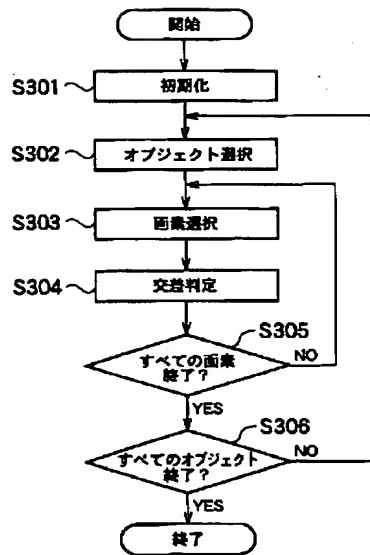 開始
S301
初期化
S302
オブジェクト選択
S303
画素選択
S304
交差判定
S305
すべての画素
終了?
NO
YES
S306
すべてのオブジェクト
終了?
NO
YES
終了